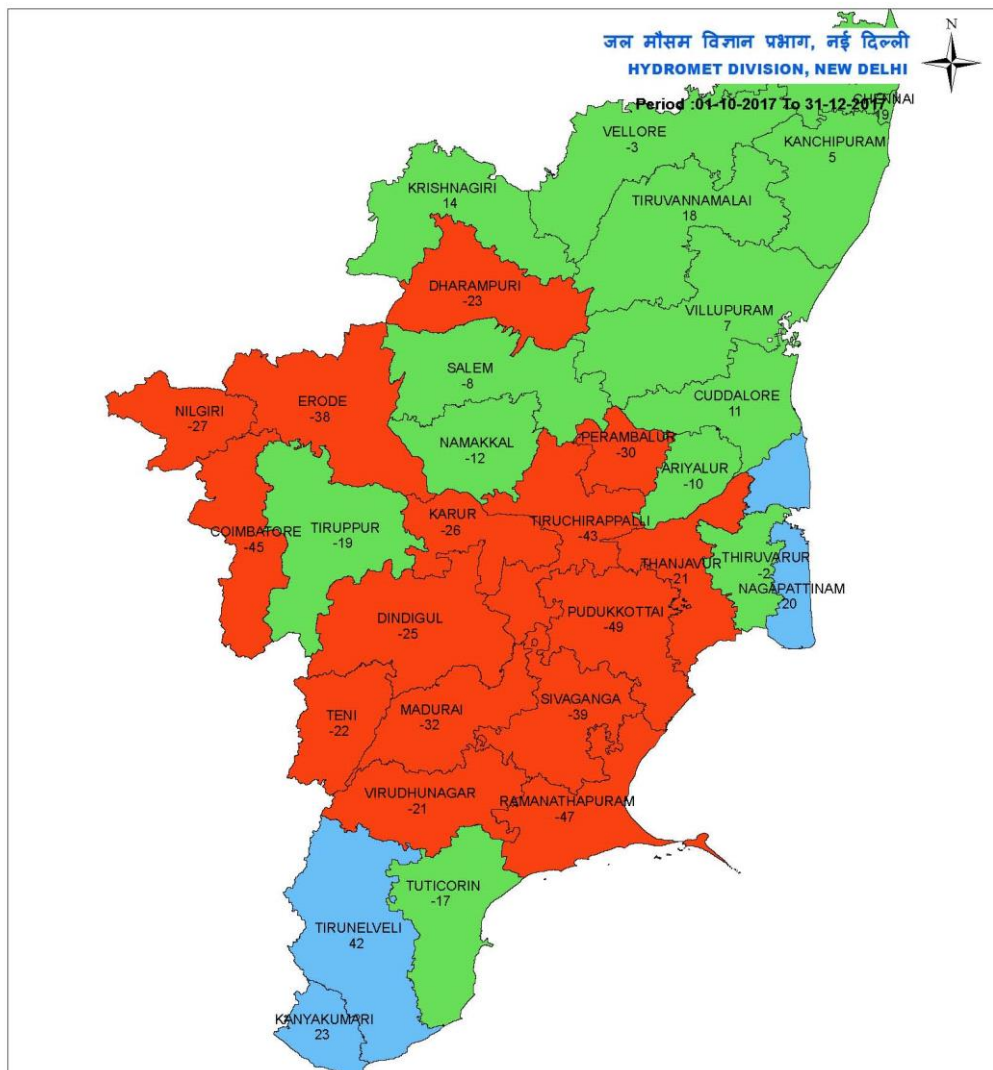 N
जल मौसम विज्ञान प्रभाग, नई दिल्ली
HYDROMET DIVISION, NEW DELHI
Period :01-10-2017 To 31-12-2017
CHENNAI
19
VELLORE
-3
KANCHIPURAM
5
KRISHNAGIRI
14
TIRUVANNAMALAI
18
DHARAMPURI
-23
VILLUPURAM
7
SALEM
-8
CUDDALORE
11
NILGIRI
-27
ERODE
-38
NAMAKKAL
-12
PERAMBALUR
-30
ARIYALUR
-10
COIMBATORE
-45
TIRUPPUR
-19
KARUR
-26
TIRUCHIRAPPALLI
-43
THANJAVUR
-21
THIRUVARUR
-2
NAGAPATTINAM
20
DINDIGUL
-25
PUDUKKOTTAI
-49
TENI
-22
MADURAI
-32
SIVAGANGA
-39
VIRUDHUNAGAR
-21
RAMANATHAPURAM
-47
TUTICORIN
-17
TIRUNELVELI
42
KANYAKUMARI
23